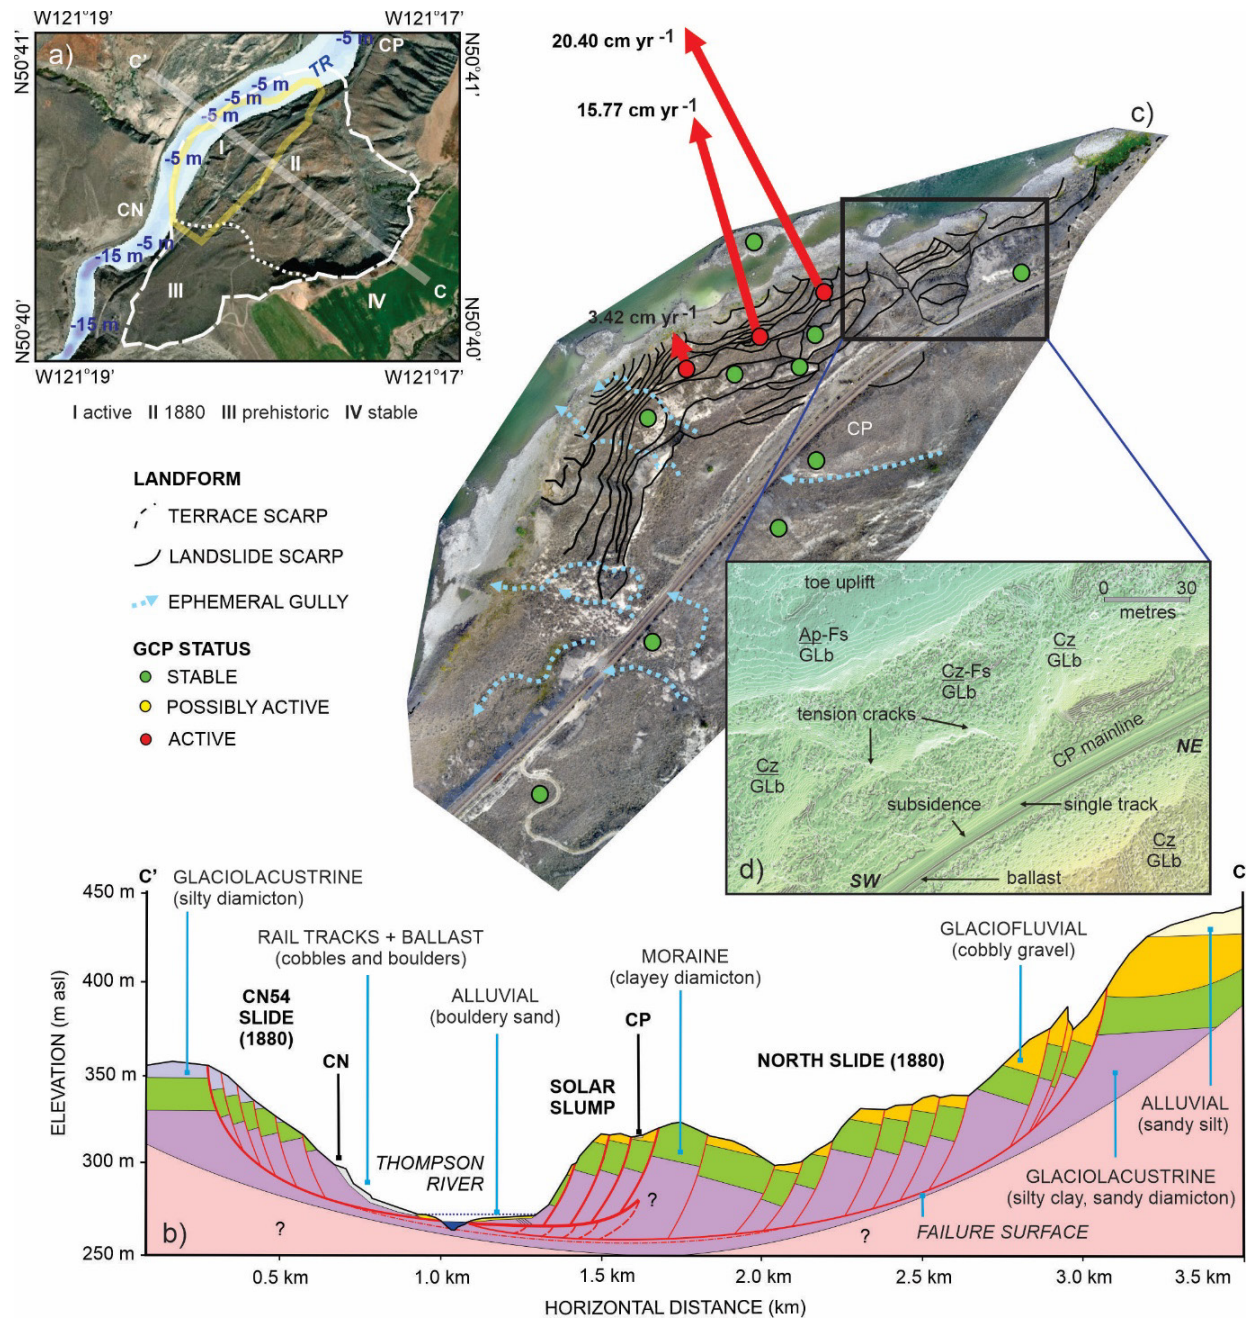 W121°19’
W121°17’
N50°41’
a)
C’
-5 m
CP
TR
-5 m
-5 m
-5 m
-5 m
I
II
CN
-5 m
-15 m
III
IV
C
-15 m
N50°41’
N50°40’
N50°40’
W121°19’
W121°17’
I active II 1880 III prehistoric IV stable
LANDFORM
TERRACE SCARP
LANDSLIDE SCARP
EPHEMERAL GULLY
GCP STATUS
STABLE
POSSIBLY ACTIVE
ACTIVE
20.40 cm yr -1
15.77 cm yr -1
3.42 cm yr -1
c)
CP
toe uplift
0 30
metres
Ap-Fs
GLb
Cz
GLb
Cz-Fs
GLb
tension cracks
CP mainline
NE
Cz
GLb
subsidence
single track
Cz
GLb
d)
SW
ballast
C’
C
450 m
400 m
350 m
300 m
250 m
ELEVATION (m asl)
GLACIOLACUSTRINE
(silty diamicton)
RAIL TRACKS + BALLAST
(cobbles and boulders)
CN54
SLIDE
(1880)
CN
ALLUVIAL
(bouldery sand)
MORAINE
(clayey diamicton)
CP
SOLAR
SLUMP
THOMPSON
RIVER
NORTH SLIDE (1880)
GLACIOFLUVIAL
(cobbly gravel)
ALLUVIAL
(sandy silt)
GLACIOLACUSTRINE
(silty clay, sandy diamicton)
FAILURE SURFACE
?
?
?
b)
0.5 km
1.0 km
1.5 km
2.0 km
2.5 km
3.0 km
3.5 km
HORIZONTAL DISTANCE (km)